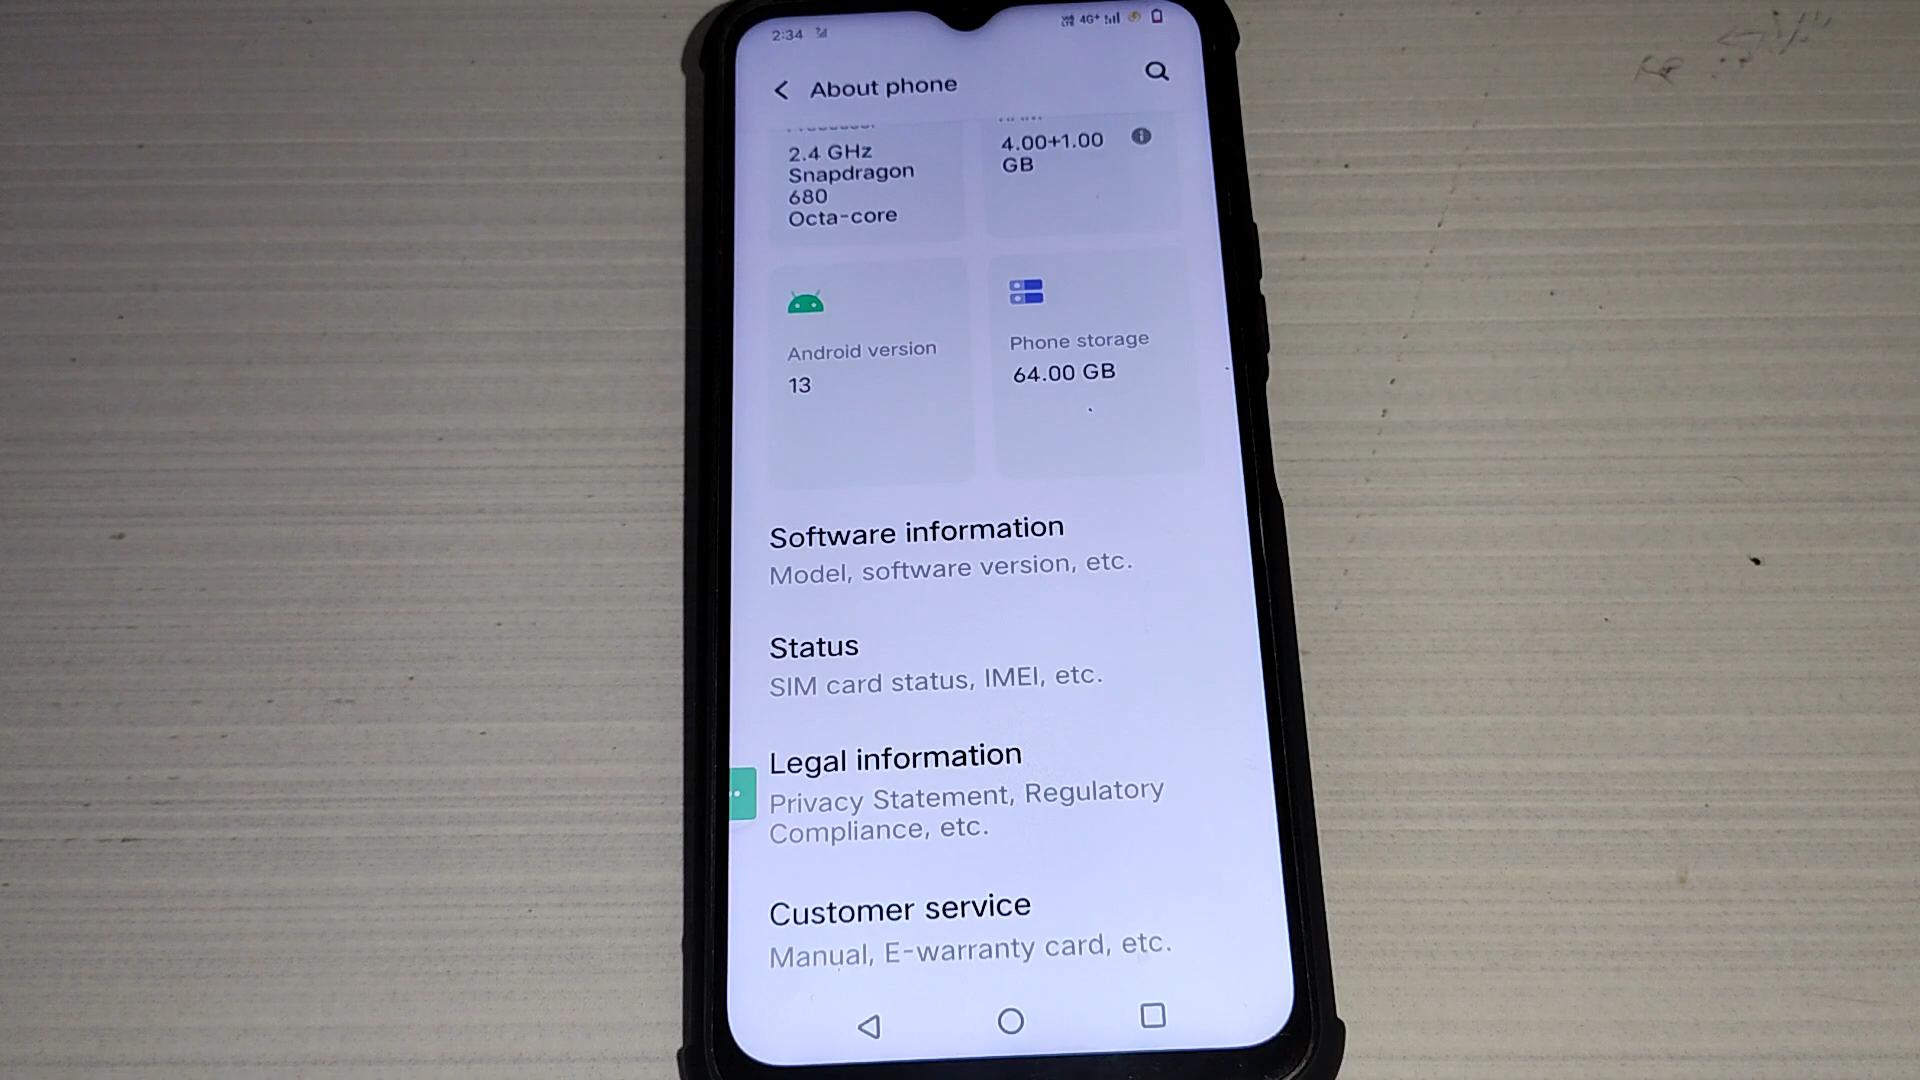 2:34 4G+
About phone
2.4 GHz
Snapdragon
680
Octa-core
4.00+1.00
GB
Android version
13
Phone storage
64.00 GB
Software information
Model, software version, etc.
Status
SIM card status, IMEI, etc.
Legal information
Privacy Statement, Regulatory
Compliance, etc.
Customer service
Manual, E-warranty card, etc.